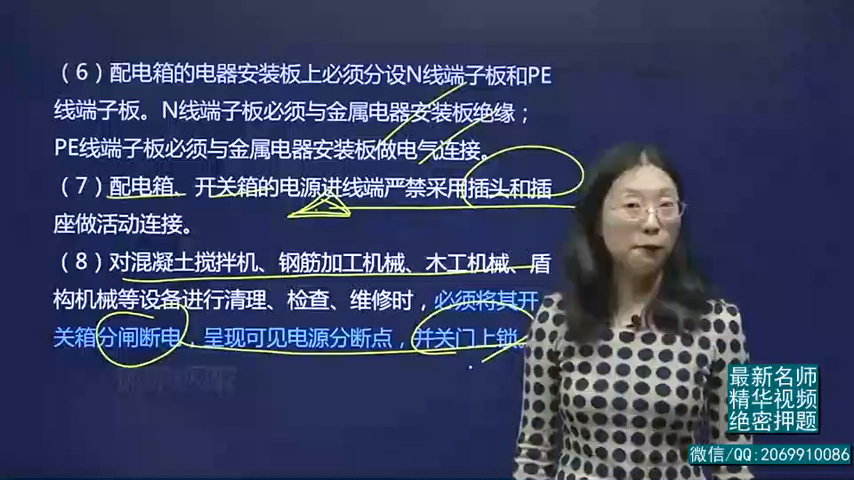 （6）配电箱的电器安装板上必须分设N线端子板和PE
线端子板。N线端子板必须与金属电器安装板绝缘；
PE线端子板必须与金属电器安装板做电气连接。
（7）配电箱、开关箱的电源进线端严禁采用插头和插
座做活动连接。
（8）对混凝土搅拌机、钢筋加工机械、木工机械、盾
构机械等设备进行清理、检查、维修时，必须将其开
关箱分闸断电，呈现可见电源分断点，并关门上锁。
最新名师
精华视频
绝密押题
微信/QQ:2069910086